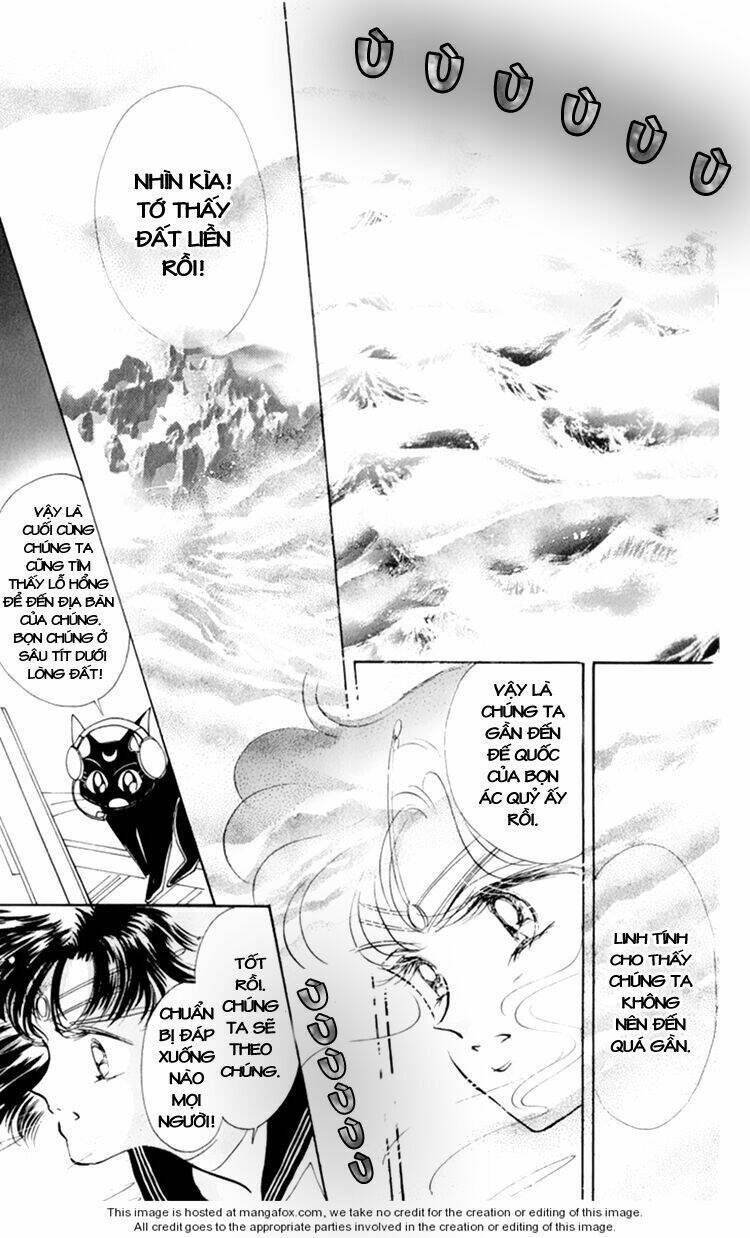 Ù Ù Ù Ù Ù Ù
NHÌN KÌA!
TỚ THẤY
ĐẤT LIỀN
RỒI!
VẬY LÀ
CUỐI CÙNG
CHÚNG TA
CŨNG TÌM
THẤY LỖ HỔNG
ĐỂ ĐẾN ĐỊA BÀN
CỦA CHÚNG.
BỌN CHÚNG Ở
SÂU TÍT DƯỚI
LÒNG ĐẤT!
VẬY LÀ
CHÚNG TA
GẦN ĐẾN
ĐẾ QUỐC
CỦA BỌN
ÁC QUỶ ẤY
RỒI.
LINH TÍNH
CHO THẤY
CHÚNG TA
KHÔNG
NÊN ĐẾN
QUÁ GẦN.
TỐT
RỒI.
CHÚNG
TA SẼ
THEO
CHÚNG.
CHUẨN
BỊ ĐÁP
XUỐNG
NÀO
MỌI
NGƯỜI!
Ù Ù Ù Ù Ù Ù
This image is hosted at mangafox.com, we take no credit for the creation or editing of this image.
All credit goes to the appropriate parties involved in the creation or editing of this image.